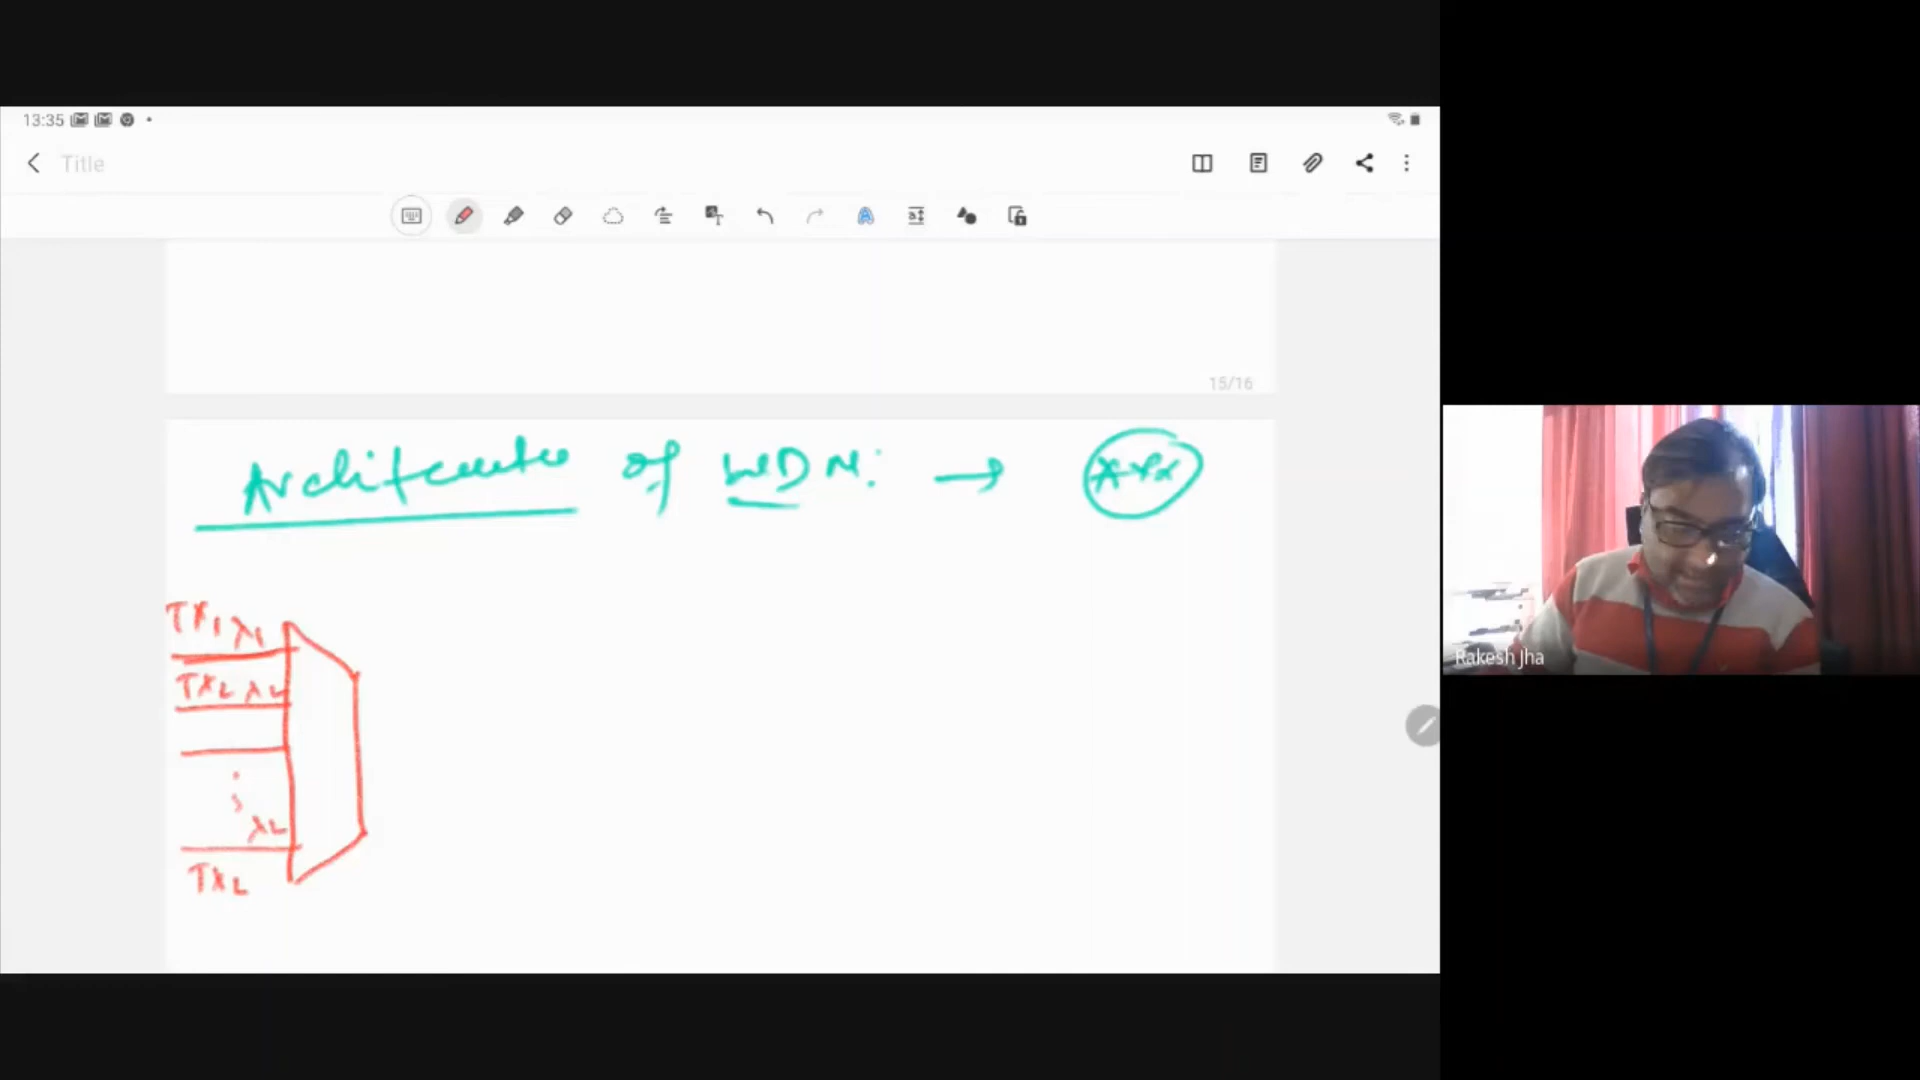 13:35
Title
15/16
Architecture of WDM: → ***
TX1 λ1
TX2 λ2
λL
TXL
Rakesh Jha